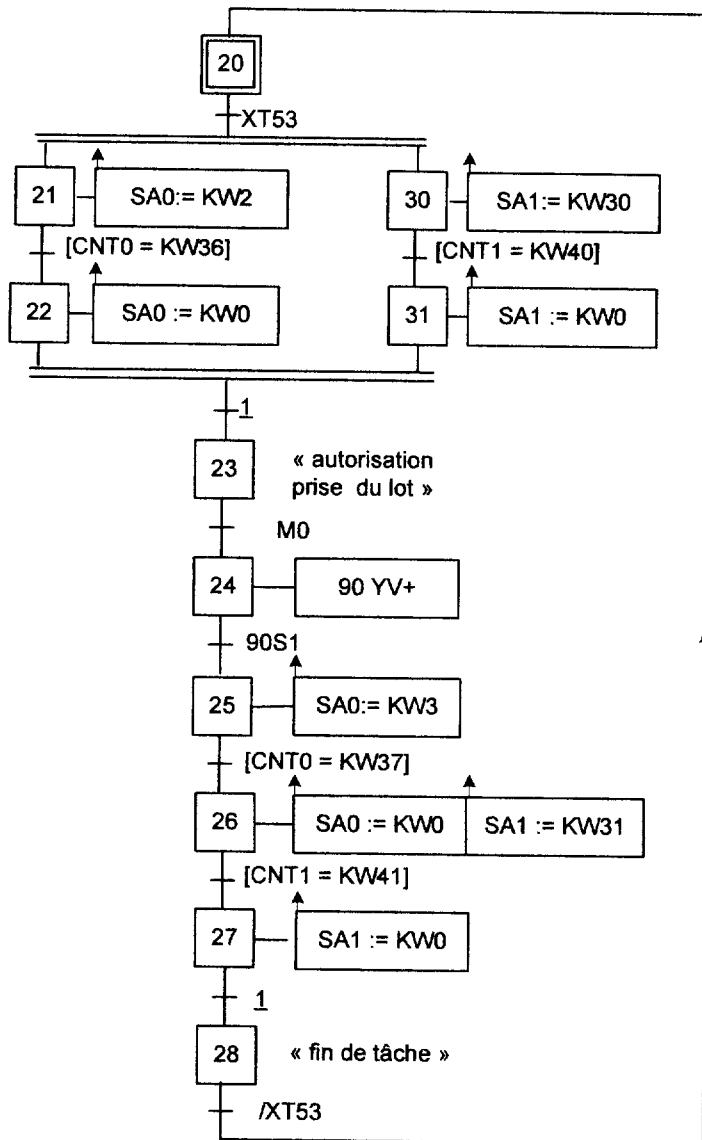 20
XT53
21
SA0:= KW2
30
SA1:= KW30
[CNT0 = KW36]
[CNT1 = KW40]
22
SA0 := KW0
31
SA1 := KW0
1
23
« autorisation
prise du lot »
M0
24
90 YV+
90S1
25
SA0:= KW3
[CNT0 = KW37]
26
SA0 := KW0
SA1 := KW31
[CNT1 = KW41]
27
SA1 := KW0
1
28
« fin de tâche »
/XT53